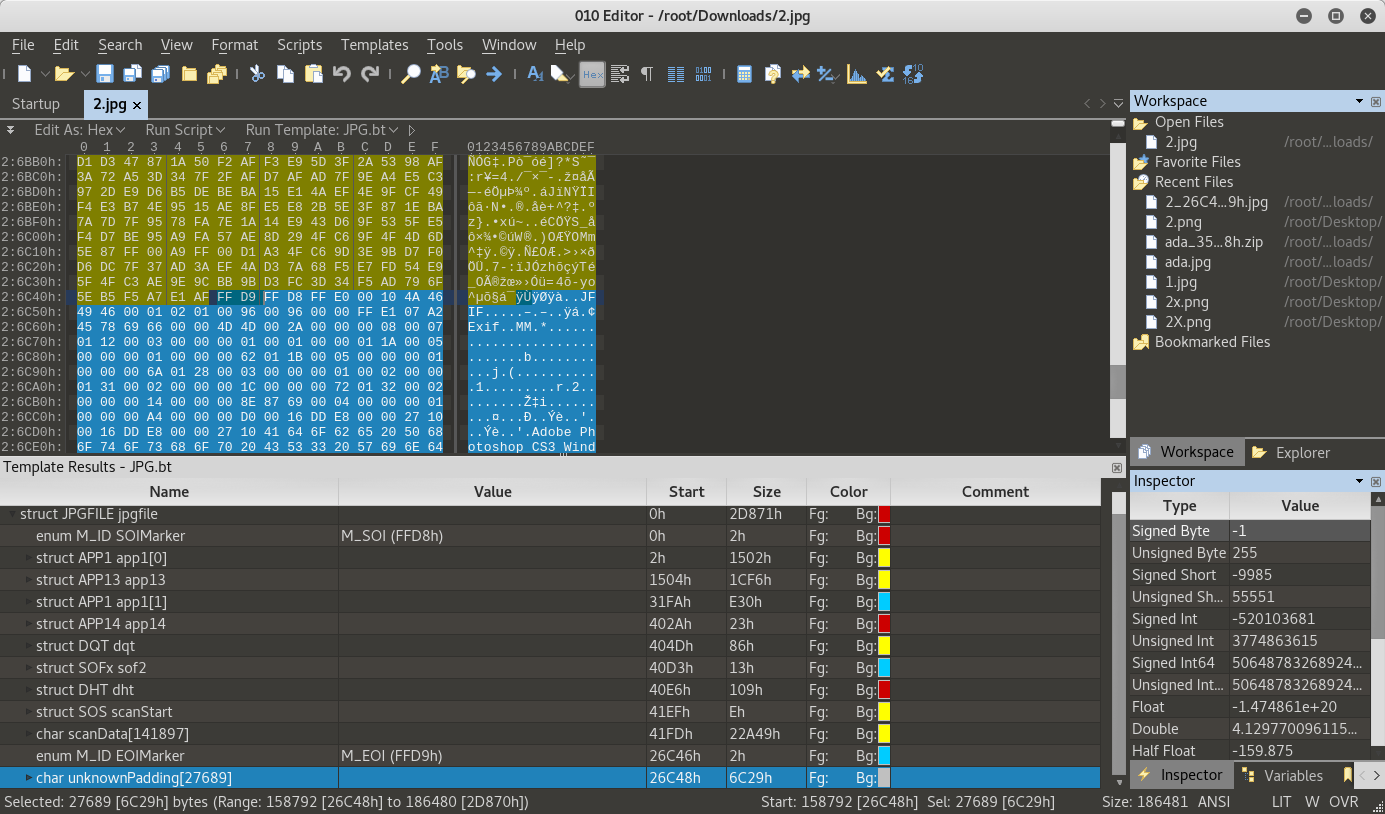 010 Editor - /root/Downloads/2.jpg
File Edit Search View Format Scripts Templates Tools Window Help
Startup 2.jpg ×
Edit As: Hex Run Script Run Template: JPG.bt
0 1 2 3 4 5 6 7 8 9 A B C D E F 0123456789ABCDEF
2:6BB0h: D1 D3 47 87 1A 50 F2 AF F3 E9 5D 3F 2A 53 98 AF
2:6BC0h: 3A 72 A5 3D 34 7F 2F AF D7 AF AD 7F 9E A4 E5 C3
2:6BD0h: 97 2D E9 D6 B5 DE BE BA 15 E1 4A EF 4E 9F CF 49
2:6BE0h: F4 E3 B7 4E 95 15 AE 8F E5 E8 2B 5E 3F 87 1E BA
2:6BF0h: 7A 7D 7F 95 78 FA 7E 1A 14 E9 43 D6 9F 53 5F E5
2:6C00h: F4 D7 BE 95 A9 FA 57 AE 8D 29 4F C6 9F 4F 4D 6D
2:6C10h: 5E 87 FF 00 A9 FF 00 D1 A3 4F C6 9D 3E 9B D7 F0
2:6C20h: D6 DC 7F 37 AD 3A EF 4A D3 7A 68 F5 E7 FD 54 E9
2:6C30h: 5F 4F C3 AE 9E 9C BB 9B D3 FC 3D 34 F5 AD 79 6F
2:6C40h: 5E B5 F5 A7 E1 AF FF D9 FF D8 FF E0 00 10 4A 46 ^µõ§á¯ÿÙÿØÿà..JF
2:6C50h: 49 46 00 01 02 01 00 96 00 96 00 00 FF E1 07 A2 IF.....–.–..ÿá.¢
2:6C60h: 45 78 69 66 00 00 4D 4D 00 2A 00 00 00 08 00 07 Exif..MM.*......
2:6C70h: 01 12 00 03 00 00 00 01 00 01 00 00 01 1A 00 05 ................
2:6C80h: 00 00 00 01 00 00 00 62 01 1B 00 05 00 00 00 01 .......b........
2:6C90h: 00 00 00 6A 01 28 00 03 00 00 00 01 00 02 00 00 ...j.(..........
2:6CA0h: 01 31 00 02 00 00 00 1C 00 00 00 72 01 32 00 02 .1.........r.2..
2:6CB0h: 00 00 00 14 00 00 00 8E 87 69 00 04 00 00 00 01 .......Ž‡i......
2:6CC0h: 00 00 00 A4 00 00 00 D0 00 16 DD E8 00 00 27 10 ...¤...Ð..Ýè..'.
2:6CD0h: 00 16 DD E8 00 00 27 10 41 64 6F 62 65 20 50 68 ..Ýè..'.Adobe Ph
2:6CE0h: 6F 74 6F 73 68 6F 70 20 43 53 33 20 57 69 6E 64 otoshop CS3 Wind
Template Results - JPG.bt
Name Value Start Size Color Comment
struct JPGFILE jpgfile 0h 2D871h Fg: Bg:
enum M_ID SOIMarker M_SOI (FFD8h) 0h 2h Fg: Bg:
struct APP1 app1[0] 2h 1502h Fg: Bg:
struct APP13 app13 1504h 1CF6h Fg: Bg:
struct APP1 app1[1] 31FAh E30h Fg: Bg:
struct APP14 app14 402Ah 23h Fg: Bg:
struct DQT dqt 404Dh 86h Fg: Bg:
struct SOFx sof2 40D3h 13h Fg: Bg:
struct DHT dht 40E6h 109h Fg: Bg:
struct SOS scanStart 41EFh Eh Fg: Bg:
char scanData[141897] 41FDh 22A49h Fg: Bg:
enum M_ID EOIMarker M_EOI (FFD9h) 26C46h 2h Fg: Bg:
char unknownPadding[27689] 26C48h 6C29h Fg: Bg:
Workspace
Open Files
2.jpg /root/...loads/
Favorite Files
Recent Files
2_26C4...9h.jpg /root/...loads/
2.png /root/Desktop/
ada_35...8h.zip /root/...loads/
ada.jpg /root/...loads/
1.jpg /root/Desktop/
2x.png /root/Desktop/
2X.png /root/Desktop/
Bookmarked Files
Workspace Explorer
Inspector
Type Value
Signed Byte -1
Unsigned Byte 255
Signed Short -9985
Unsigned Sh... 55551
Signed Int -520103681
Unsigned Int 3774863615
Signed Int64 50648783268924...
Unsigned Int... 50648783268924...
Float -1.474861e+20
Double 4.129770096115...
Half Float -159.875
Inspector Variables
Selected: 27689 [6C29h] bytes (Range: 158792 [26C48h] to 186480 [2D870h]) Start: 158792 [26C48h] Sel: 27689 [6C29h] Size: 186481 ANSI LIT W OVR